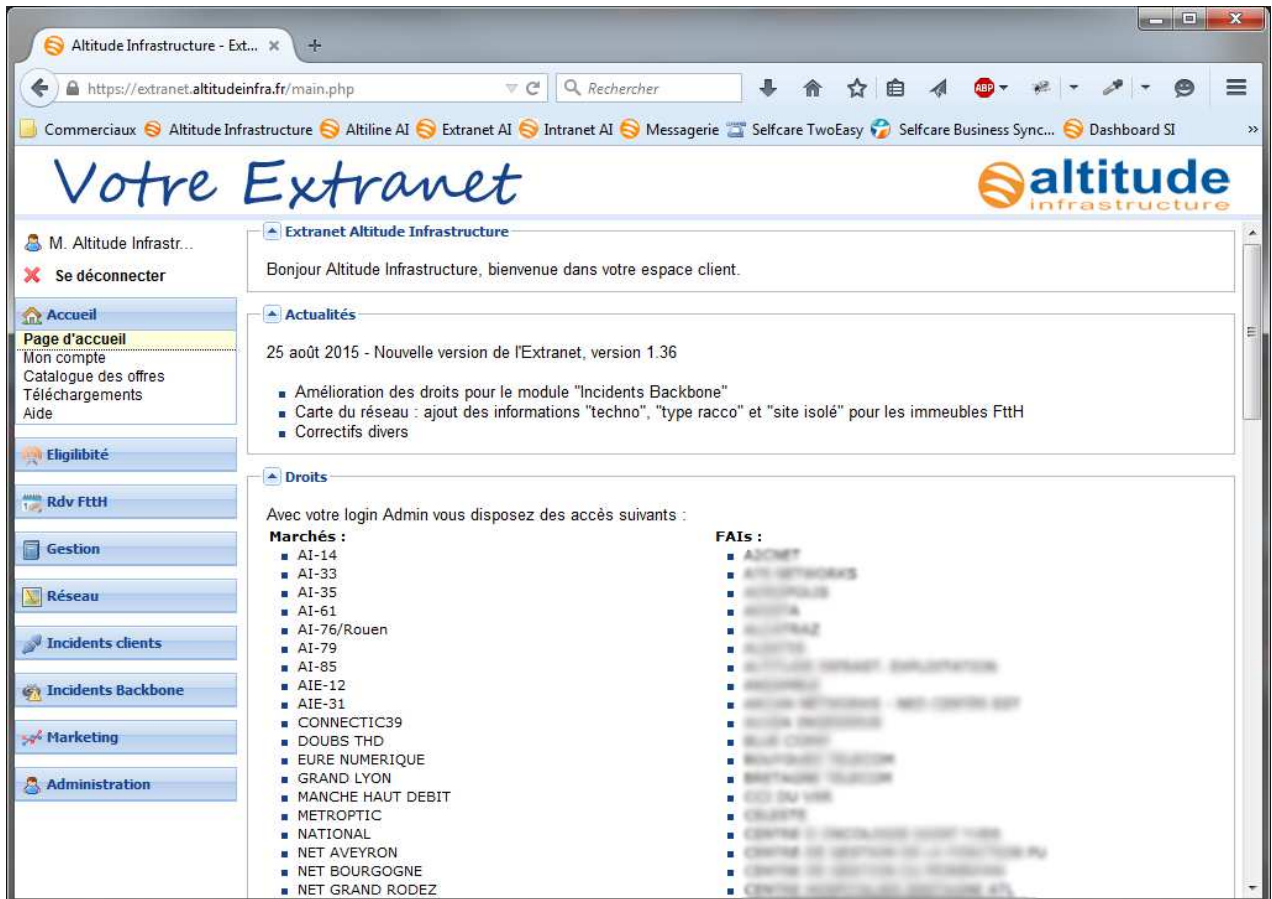 Altitude Infrastructure - Ext...
https://extranet.altitudeinfra.fr/main.php
Rechercher
ABP
Commerciaux Altitude Infrastructure Altiline AI Extranet AI Intranet AI Messagerie Selfcare TwoEasy Selfcare Business Sync... Dashboard SI
Votre Extranet
altitude
infrastructure
M. Altitude Infrastr...
Se déconnecter
Accueil
Page d'accueil
Mon compte
Catalogue des offres
Téléchargements
Aide
Eligilibité
Rdv FttH
Gestion
Réseau
Incidents clients
Incidents Backbone
Marketing
Administration
Extranet Altitude Infrastructure
Bonjour Altitude Infrastructure, bienvenue dans votre espace client.
Actualités
25 août 2015 - Nouvelle version de l'Extranet, version 1.36
Amélioration des droits pour le module "Incidents Backbone"
Carte du réseau : ajout des informations "techno", "type racco" et "site isolé" pour les immeubles FttH
Correctifs divers
Droits
Avec votre login Admin vous disposez des accès suivants :
Marchés :
AI-14
AI-33
AI-35
AI-61
AI-76/Rouen
AI-79
AI-85
AIE-12
AIE-31
CONNECTIC39
DOUBS THD
EURE NUMERIQUE
GRAND LYON
MANCHE HAUT DEBIT
METROPTIC
NATIONAL
NET AVEYRON
NET BOURGOGNE
NET GRAND RODEZ
FAIs :